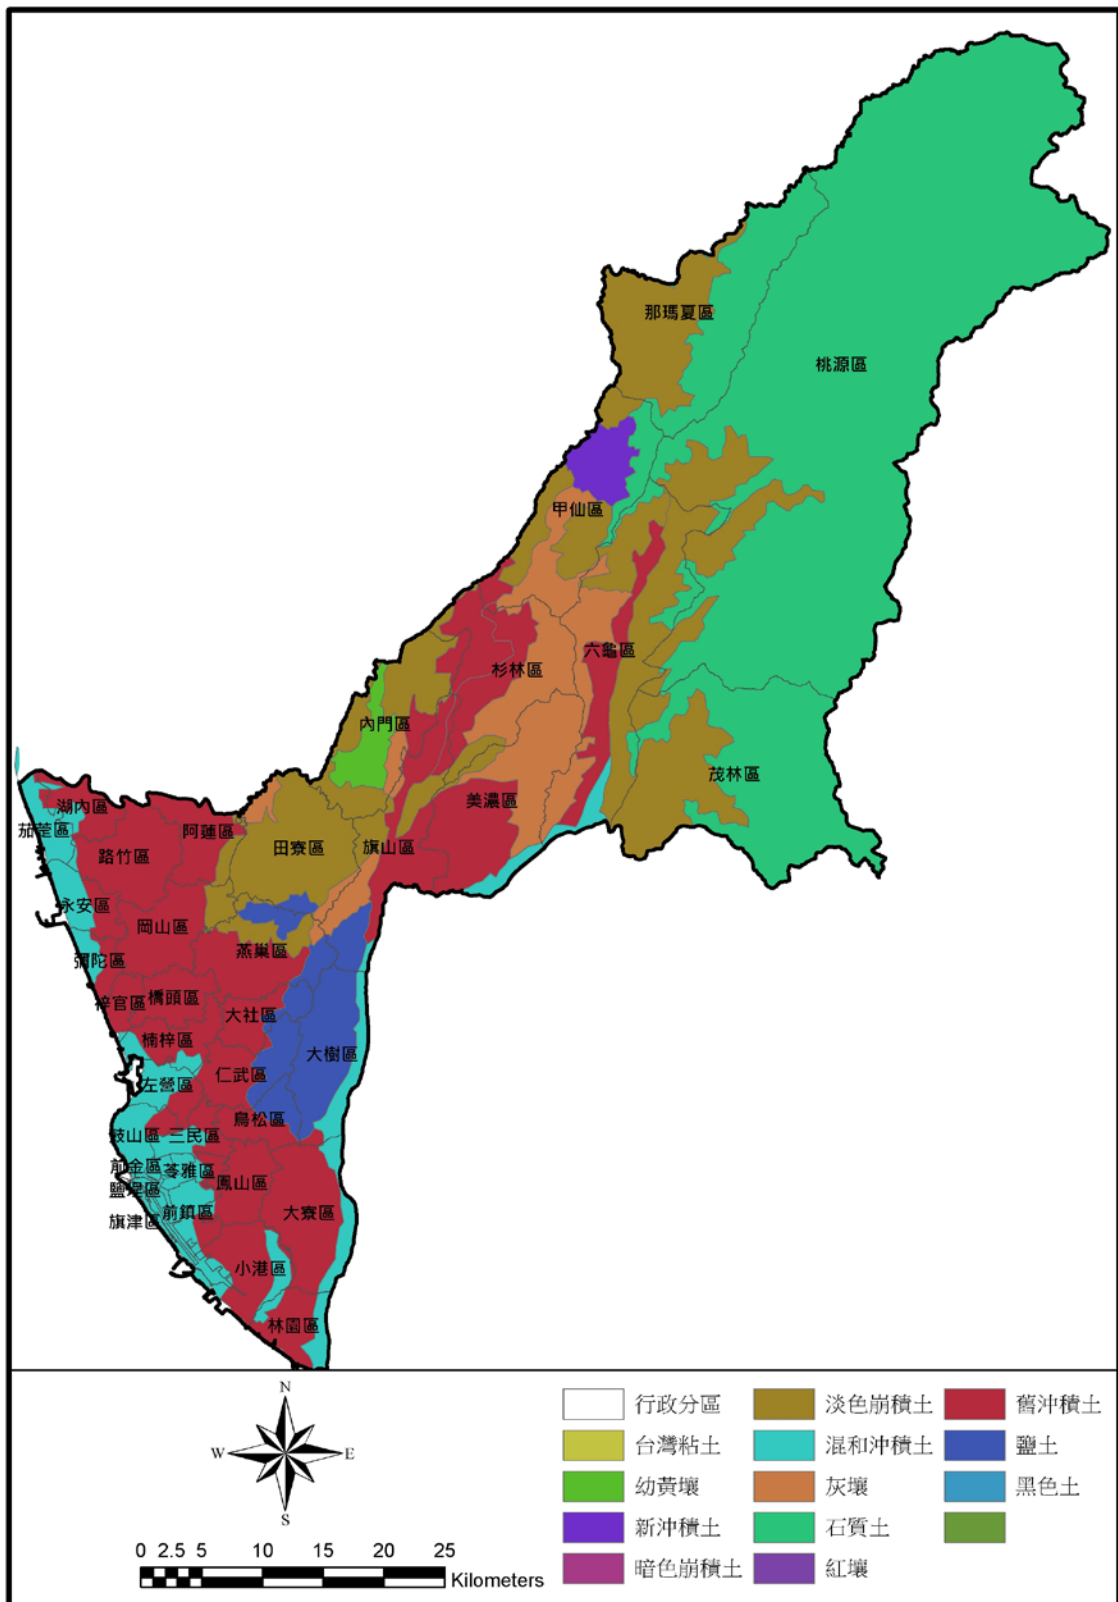 那瑪夏區
桃源區
甲仙區
六龜區
杉林區
內門區
茂林區
美濃區
湖內區
茄萣區
阿蓮區
田寮區
旗山區
路竹區
永安區
岡山區
燕巢區
彌陀區
梓官區
橋頭區
大社區
楠梓區
大樹區
仁武區
左營區
鳥松區
鼓山區
三民區
前金區
苓雅區
鹽埕區
鳳山區
前鎮區
大寮區
旗津區
小港區
林園區
N
W
E
S
0 2.5 5 10 15 20 25
Kilometers
行政分區
淡色崩積土
舊沖積土
台灣粘土
混和沖積土
鹽土
幼黃壤
灰壤
黑色土
新沖積土
石質土
暗色崩積土
紅壤